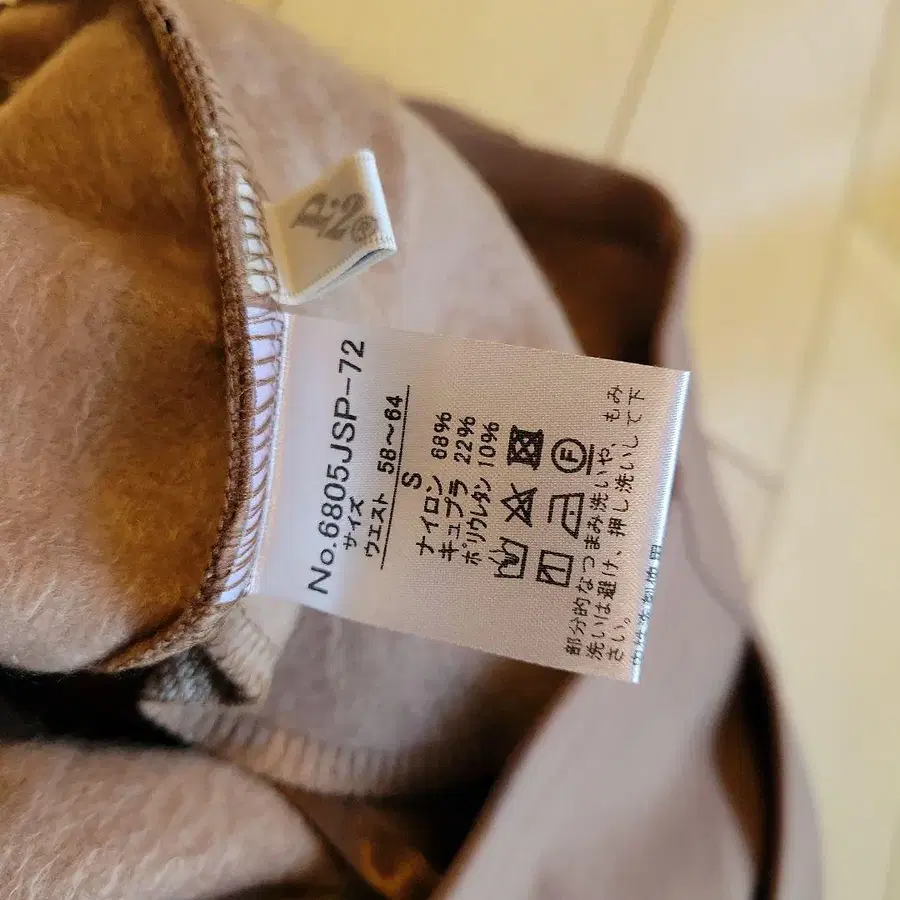 No.6805JSP-72
サイズ
ウエスト 58〜64
S
ナイロン 68%
キュプラ 22%
ポリウレタン 10%
F
部分的なつまみ洗いや、もみ
洗いは避け、押し洗いして下
さい。